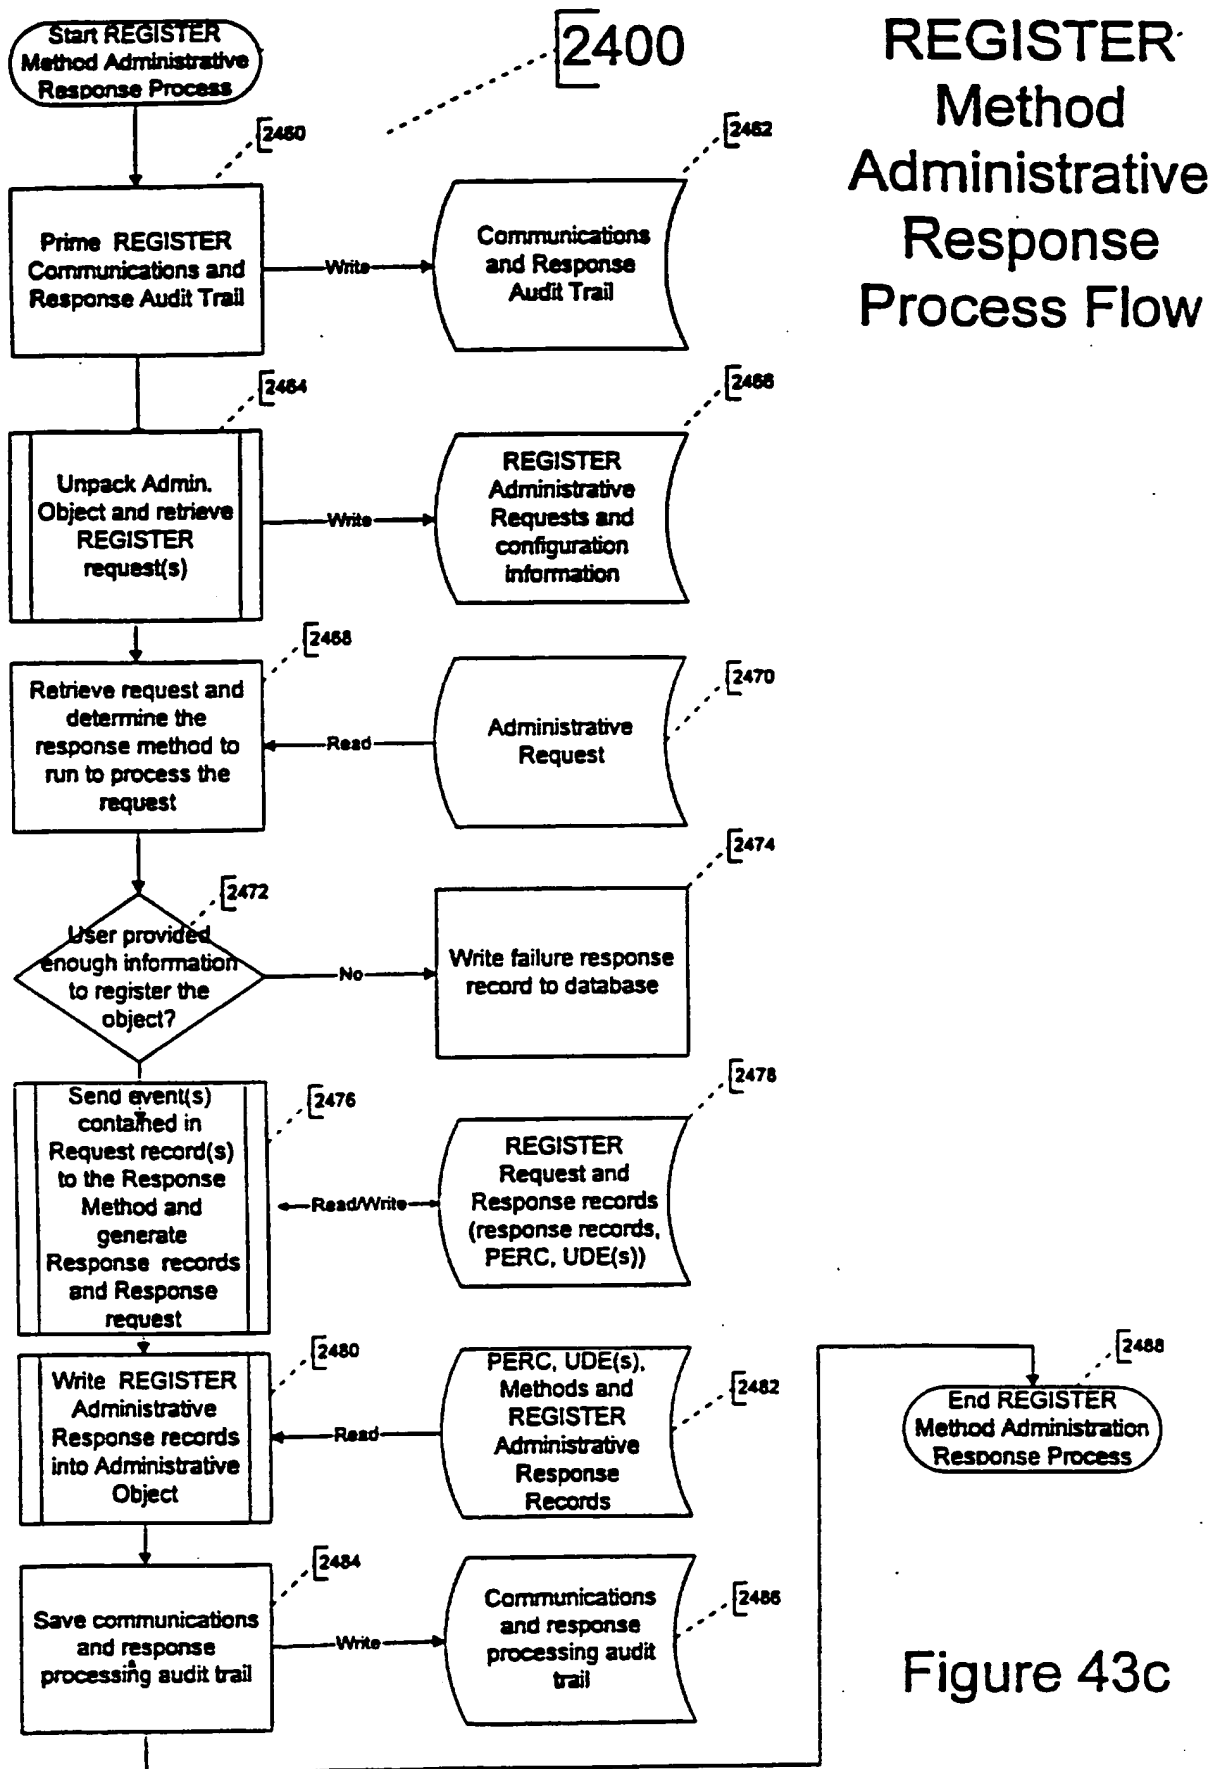 Start REGISTER
Method Administrative
Response Process
2400
REGISTER
Method
Administrative
Response
Process Flow
2460
2462
Prime REGISTER
Communications and
Response Audit Trail
Write
Communications
and Response
Audit Trail
2464
2466
Unpack Admin.
Object and retrieve
REGISTER
request(s)
Write
REGISTER
Administrative
Requests and
configuration
information
2468
2470
Retrieve request and
determine the
response method to
run to process the
request
Read
Administrative
Request
2472
2474
User provided
enough information
to register the
object?
No
Write failure response
record to database
2476
2478
Send event(s)
contained in
Request record(s)
to the Response
Method and
generate
Response records
and Response
request
Read/Write
REGISTER
Request and
Response records
(response records,
PERC, UDE(s))
2480
2482
Write REGISTER
Administrative
Response records
into Administrative
Object
Read
PERC, UDE(s),
Methods and
REGISTER
Administrative
Response
Records
2488
End REGISTER
Method Administration
Response Process
2484
2486
Save communications
and response
processing audit trail
Write
Communications
and response
processing audit
trail
Figure 43c